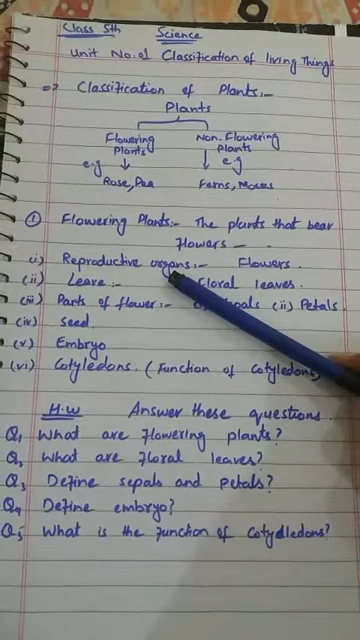 Class 5th Science
Unit No.01 Classification of living Things
=> Classification of Plants:-
Plants
Flowering Plants Non-Flowering Plants
e.g e.g
Rose, Pea Ferns, Mosses
① Flowering Plants:- The plants that bear
flowers-
(i) Reproductive organs:- Flowers.
(ii) Leave:- Floral leaves.
(iii) Parts of flower:- (ii) Petals.
(iv) seed.
(v) Embryo
(vi) Cotyledons. (Function of Cotyledons)
H.W Answer these questions.
Q1 What are flowering plants?
Q2 What are floral leaves?
Q3 Define sepals and petals?
Q4 Define embryo?
Q5 What is the function of Cotydledons?